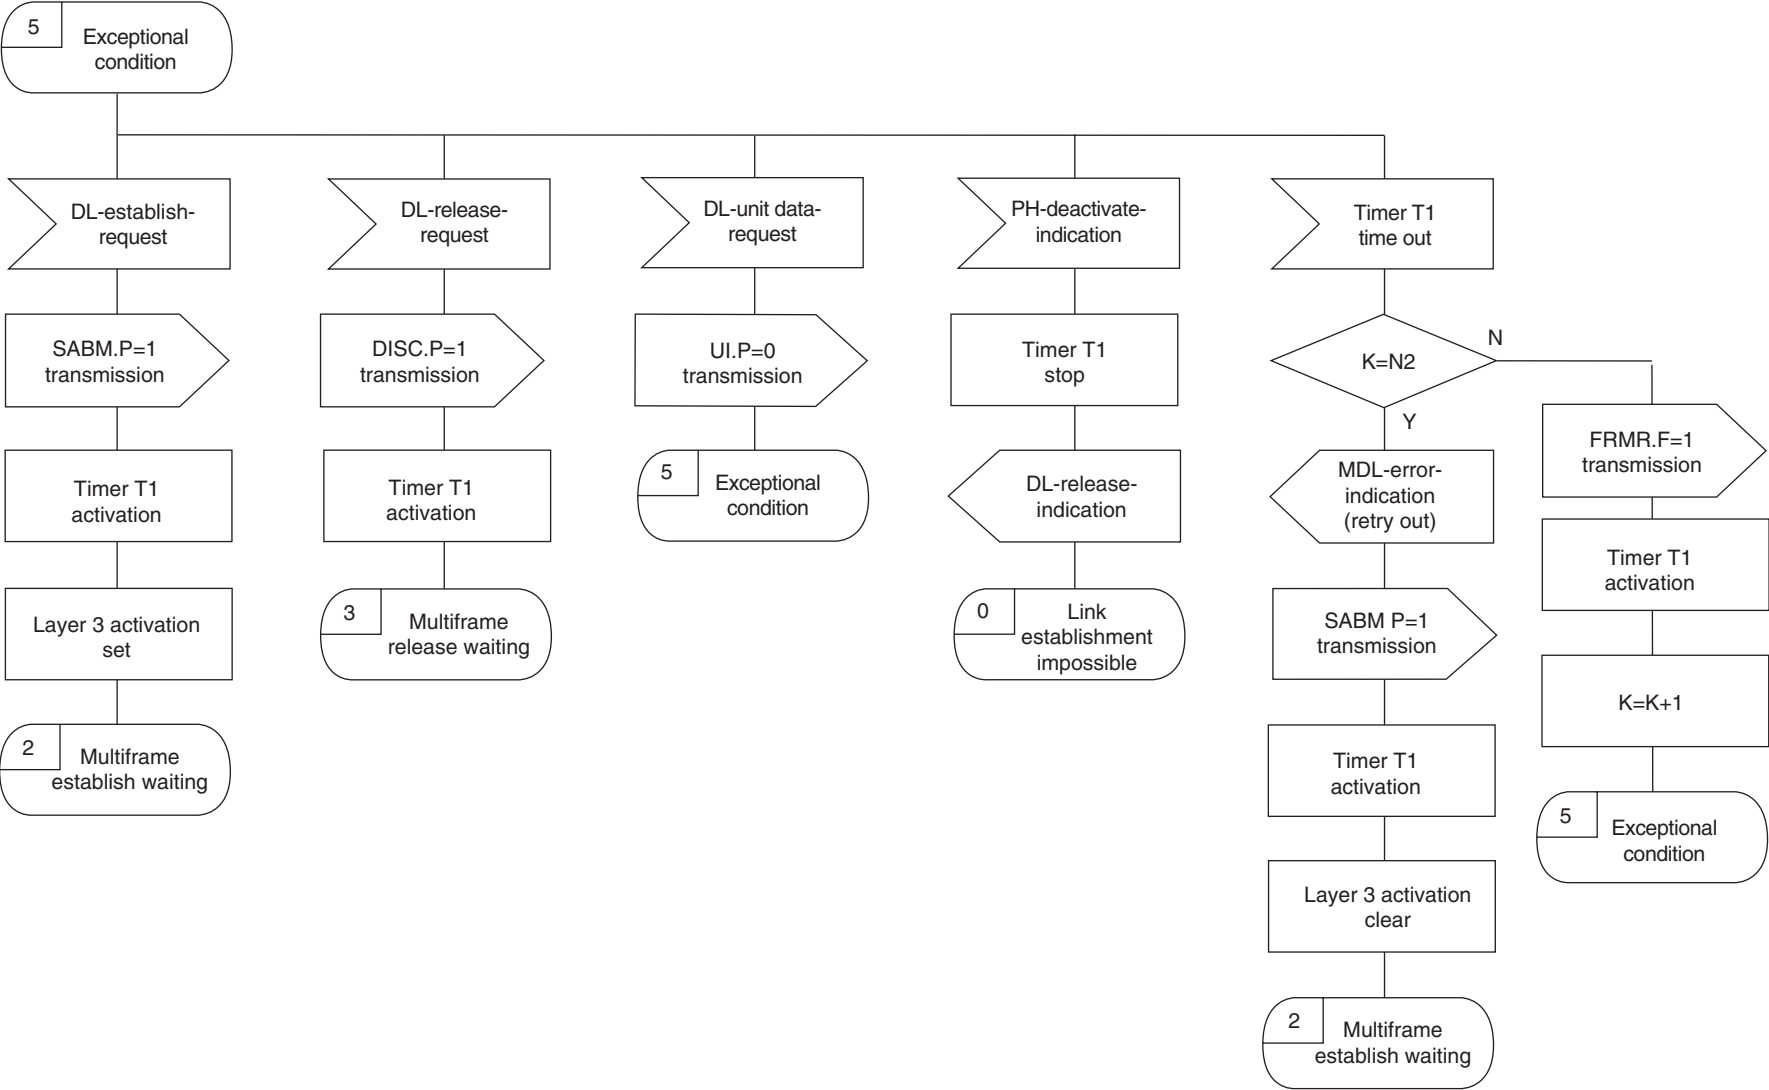 5
Exceptional
condition
DL-establish-
request
SABM.P=1
transmission
Timer T1
activation
Layer 3 activation
set
2
Multiframe
establish waiting
DL-release-
request
DISC.P=1
transmission
Timer T1
activation
3
Multiframe
release waiting
DL-unit data-
request
UI.P=0
transmission
5
Exceptional
condition
PH-deactivate-
indication
Timer T1
stop
DL-release-
indication
0
Link
establishment
impossible
Timer T1
time out
K=N2
N
Y
MDL-error-
indication
(retry out)
SABM P=1
transmission
Timer T1
activation
Layer 3 activation
clear
2
Multiframe
establish waiting
FRMR.F=1
transmission
Timer T1
activation
K=K+1
5
Exceptional
condition